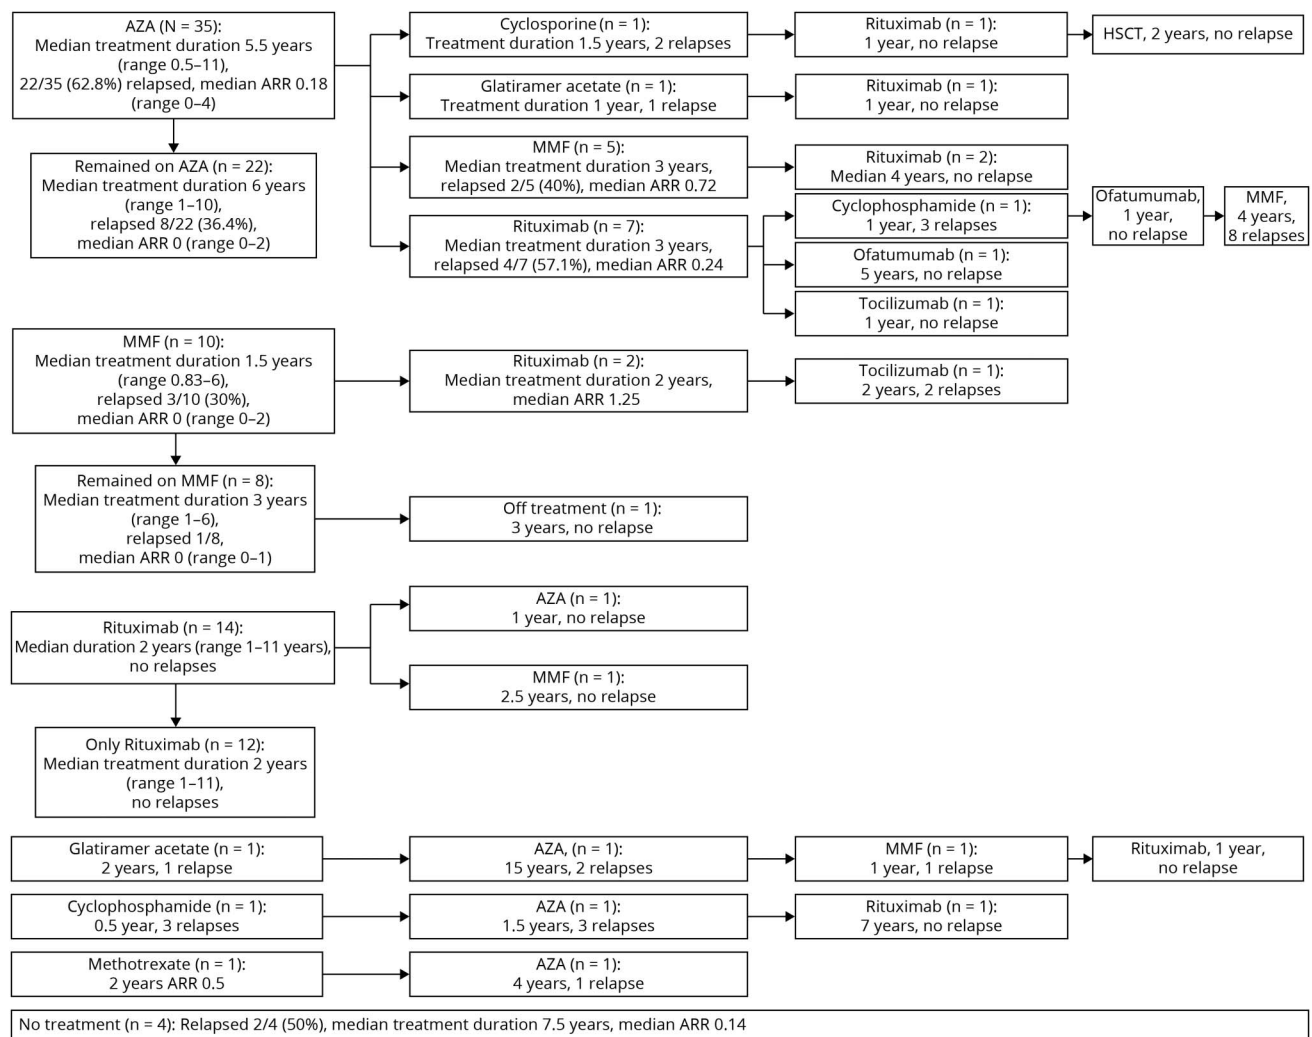 AZA (N = 35):
Median treatment duration 5.5 years
(range 0.5–11),
22/35 (62.8%) relapsed, median ARR 0.18
(range 0–4)
Remained on AZA (n = 22):
Median treatment duration 6 years
(range 1–10),
relapsed 8/22 (36.4%),
median ARR 0 (range 0–2)
Cyclosporine (n = 1):
Treatment duration 1.5 years, 2 relapses
Rituximab (n = 1):
1 year, no relapse
HSCT, 2 years, no relapse
Glatiramer acetate (n = 1):
Treatment duration 1 year, 1 relapse
Rituximab (n = 1):
1 year, no relapse
MMF (n = 5):
Median treatment duration 3 years,
relapsed 2/5 (40%), median ARR 0.72
Rituximab (n = 2):
Median 4 years, no relapse
Rituximab (n = 7):
Median treatment duration 3 years,
relapsed 4/7 (57.1%), median ARR 0.24
Cyclophosphamide (n = 1):
1 year, 3 relapses
Ofatumumab,
1 year,
no relapse
MMF,
4 years,
8 relapses
Ofatumumab (n = 1):
5 years, no relapse
Tocilizumab (n = 1):
1 year, no relapse
MMF (n = 10):
Median treatment duration 1.5 years
(range 0.83–6),
relapsed 3/10 (30%),
median ARR 0 (range 0–2)
Rituximab (n = 2):
Median treatment duration 2 years,
median ARR 1.25
Tocilizumab (n = 1):
2 years, 2 relapses
Remained on MMF (n = 8):
Median treatment duration 3 years
(range 1–6),
relapsed 1/8,
median ARR 0 (range 0–1)
Off treatment (n = 1):
3 years, no relapse
Rituximab (n = 14):
Median duration 2 years (range 1–11 years),
no relapses
AZA (n = 1):
1 year, no relapse
MMF (n = 1):
2.5 years, no relapse
Only Rituximab (n = 12):
Median treatment duration 2 years
(range 1–11),
no relapses
Glatiramer acetate (n = 1):
2 years, 1 relapse
AZA, (n = 1):
15 years, 2 relapses
MMF (n = 1):
1 year, 1 relapse
Rituximab, 1 year,
no relapse
Cyclophosphamide (n = 1):
0.5 year, 3 relapses
AZA (n = 1):
1.5 years, 3 relapses
Rituximab (n = 1):
7 years, no relapse
Methotrexate (n = 1):
2 years ARR 0.5
AZA (n = 1):
4 years, 1 relapse
No treatment (n = 4): Relapsed 2/4 (50%), median treatment duration 7.5 years, median ARR 0.14